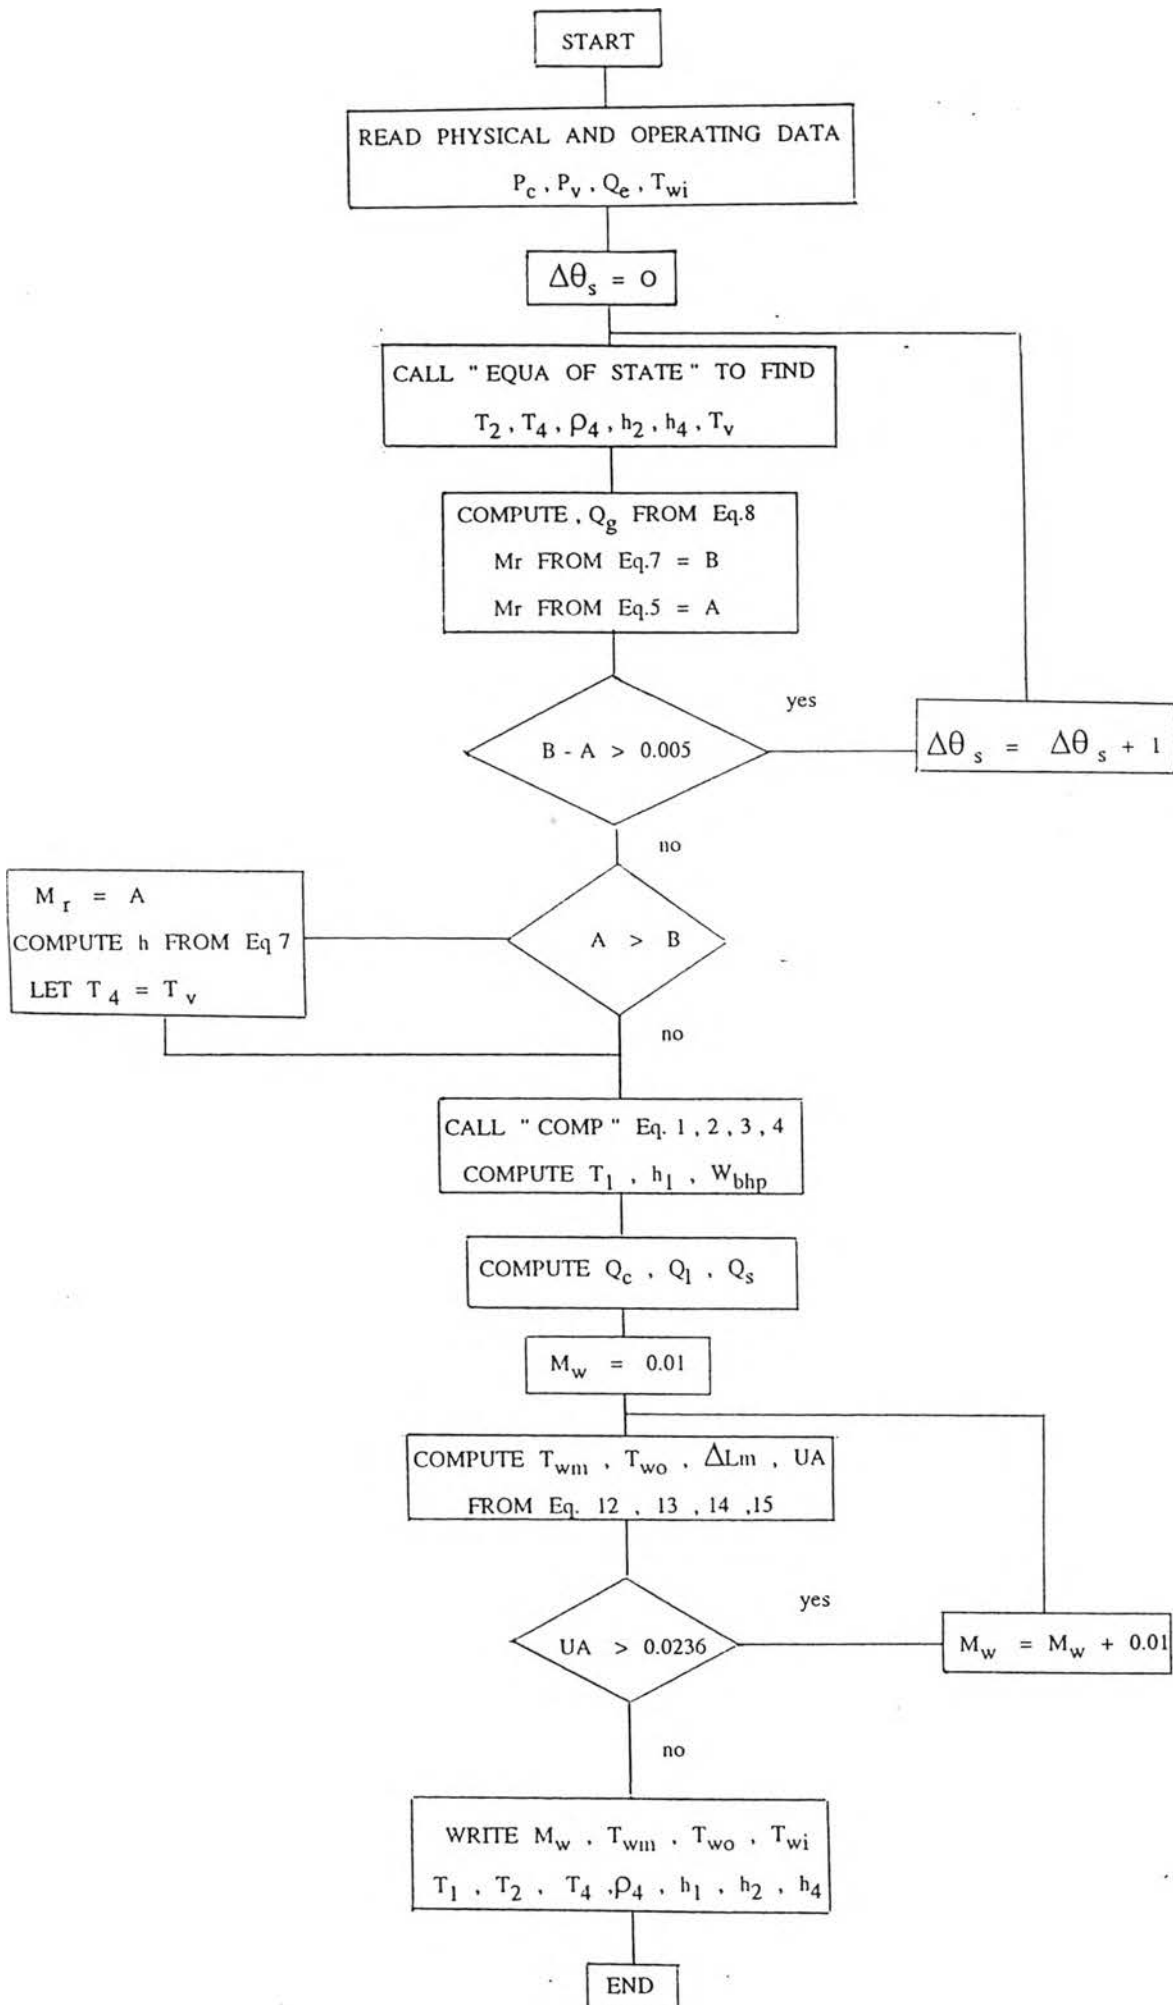 START
READ PHYSICAL AND OPERATING DATA
P_c , P_v , Q_e , T_wi
Δθ_s = O
CALL " EQUA OF STATE " TO FIND
T_2 , T_4 , ρ_4 , h_2 , h_4 , T_v
COMPUTE , Q_g FROM Eq.8
Mr FROM Eq.7 = B
Mr FROM Eq.5 = A
B - A > 0.005
yes
Δθ_s = Δθ_s + 1
no
A > B
M_r = A
COMPUTE h FROM Eq 7
LET T_4 = T_v
no
CALL " COMP " Eq. 1 , 2 , 3 , 4
COMPUTE T_1 , h_1 , W_bhp
COMPUTE Q_c , Q_l , Q_s
M_w = 0.01
COMPUTE T_wm , T_wo , ΔLm , UA
FROM Eq. 12 , 13 , 14 ,15
UA > 0.0236
yes
M_w = M_w + 0.01
no
WRITE M_w , T_wm , T_wo , T_wi
T_1 , T_2 , T_4 ,ρ_4 , h_1 , h_2 , h_4
END